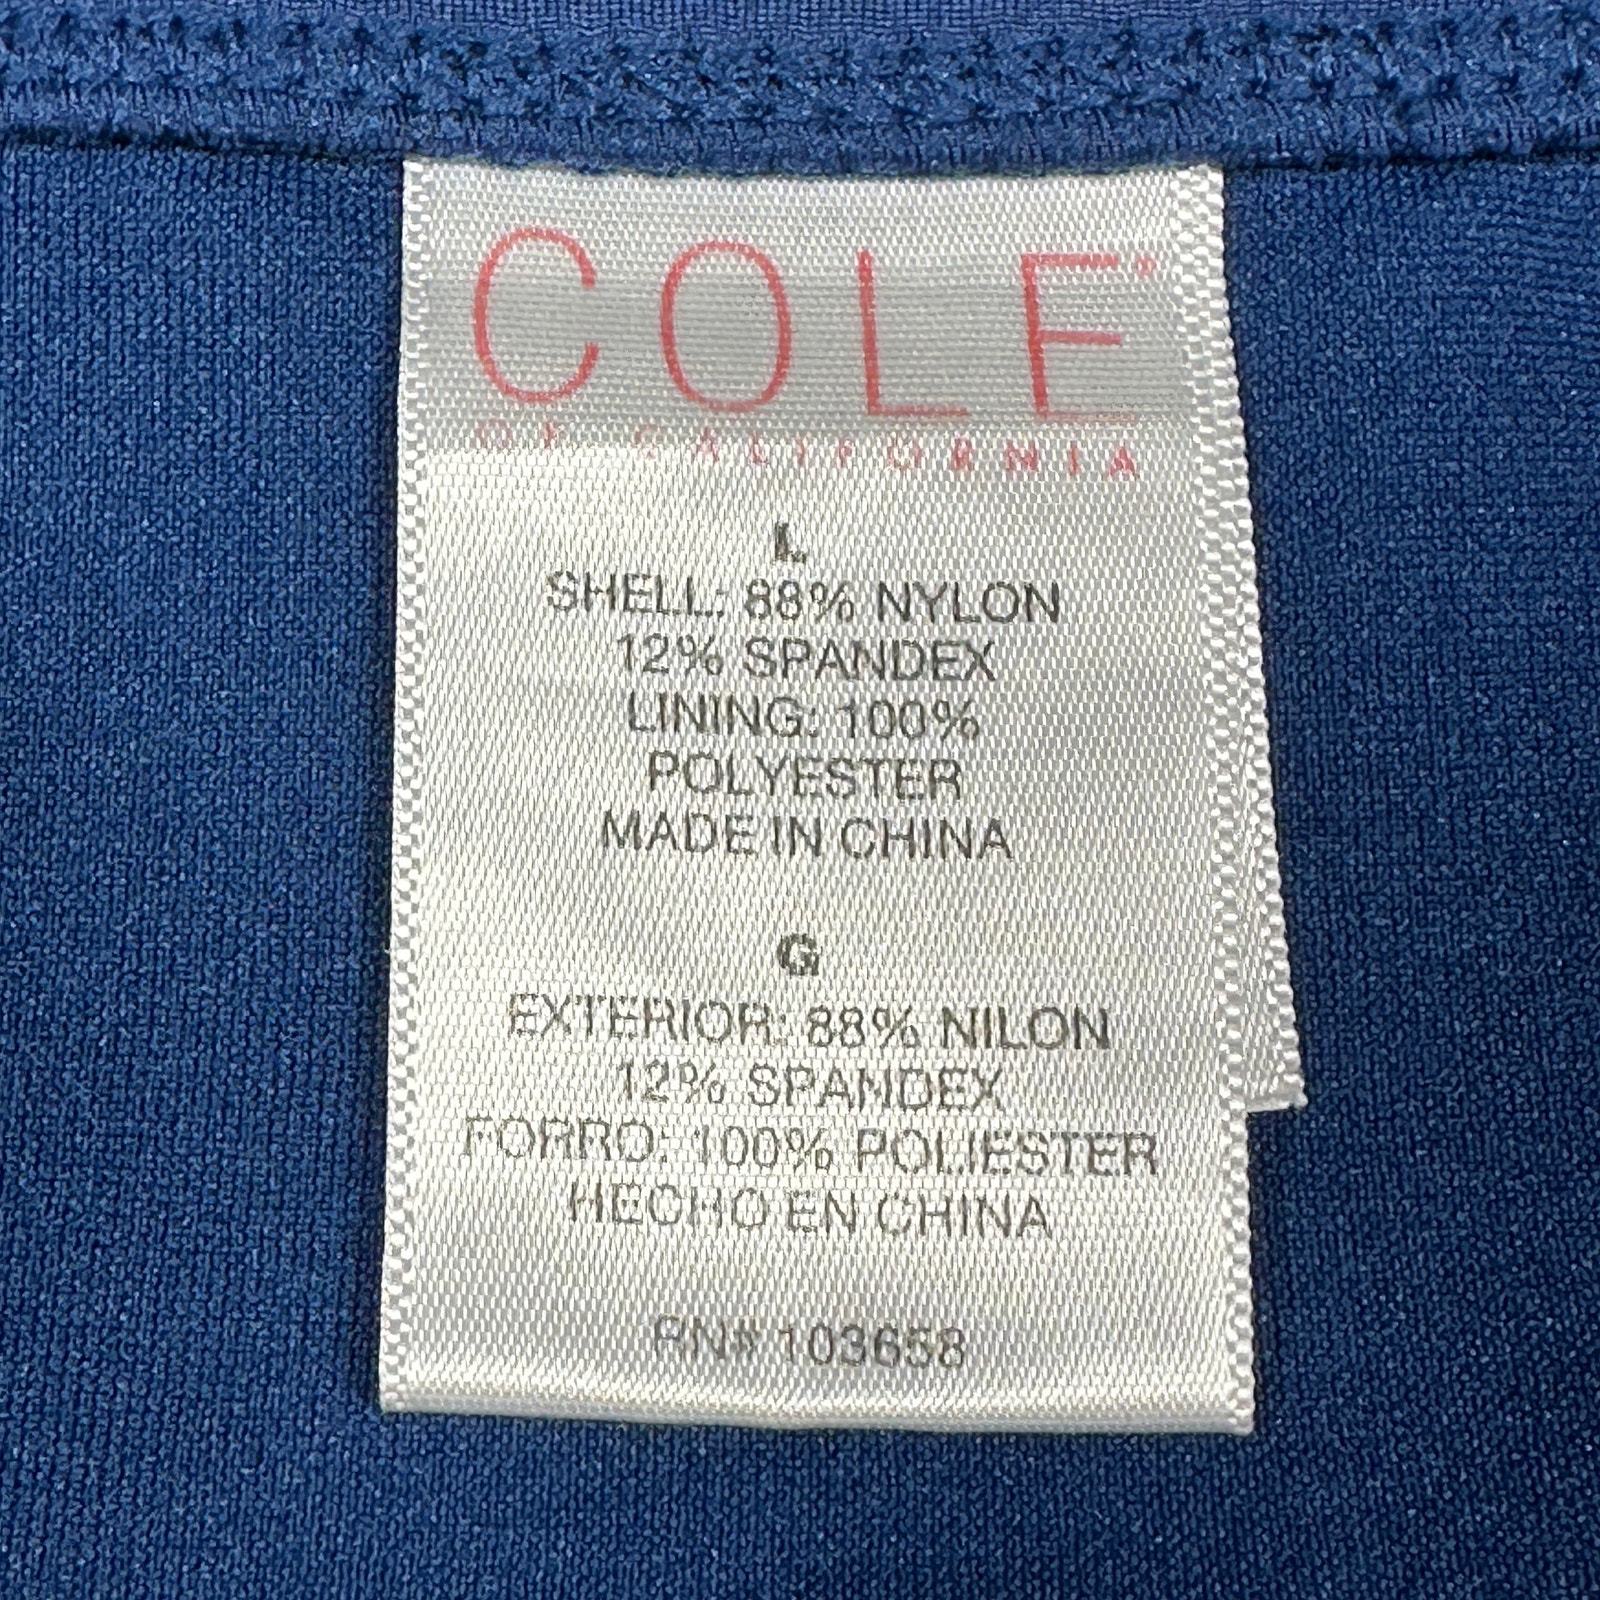 COLE
OF CALIFORNIA
L
SHELL: 88% NYLON
12% SPANDEX
LINING: 100%
POLYESTER
MADE IN CHINA
G
EXTERIOR: 88% NILON
12% SPANDEX
FORRO: 100% POLIESTER
HECHO EN CHINA
RN# 103658